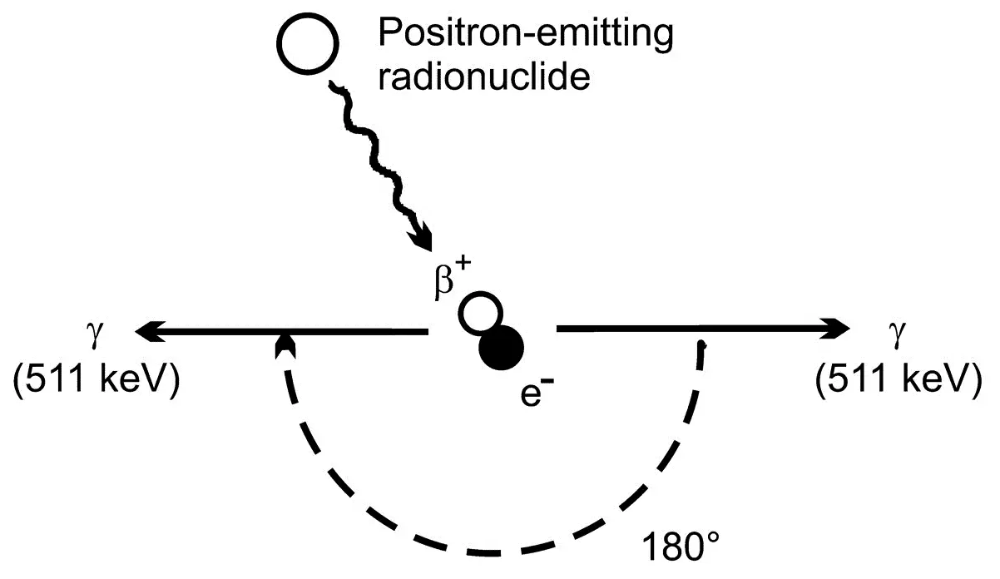 Positron-emitting
radionuclide
β⁺
γ
(511 keV)
γ
(511 keV)
e⁻
180°